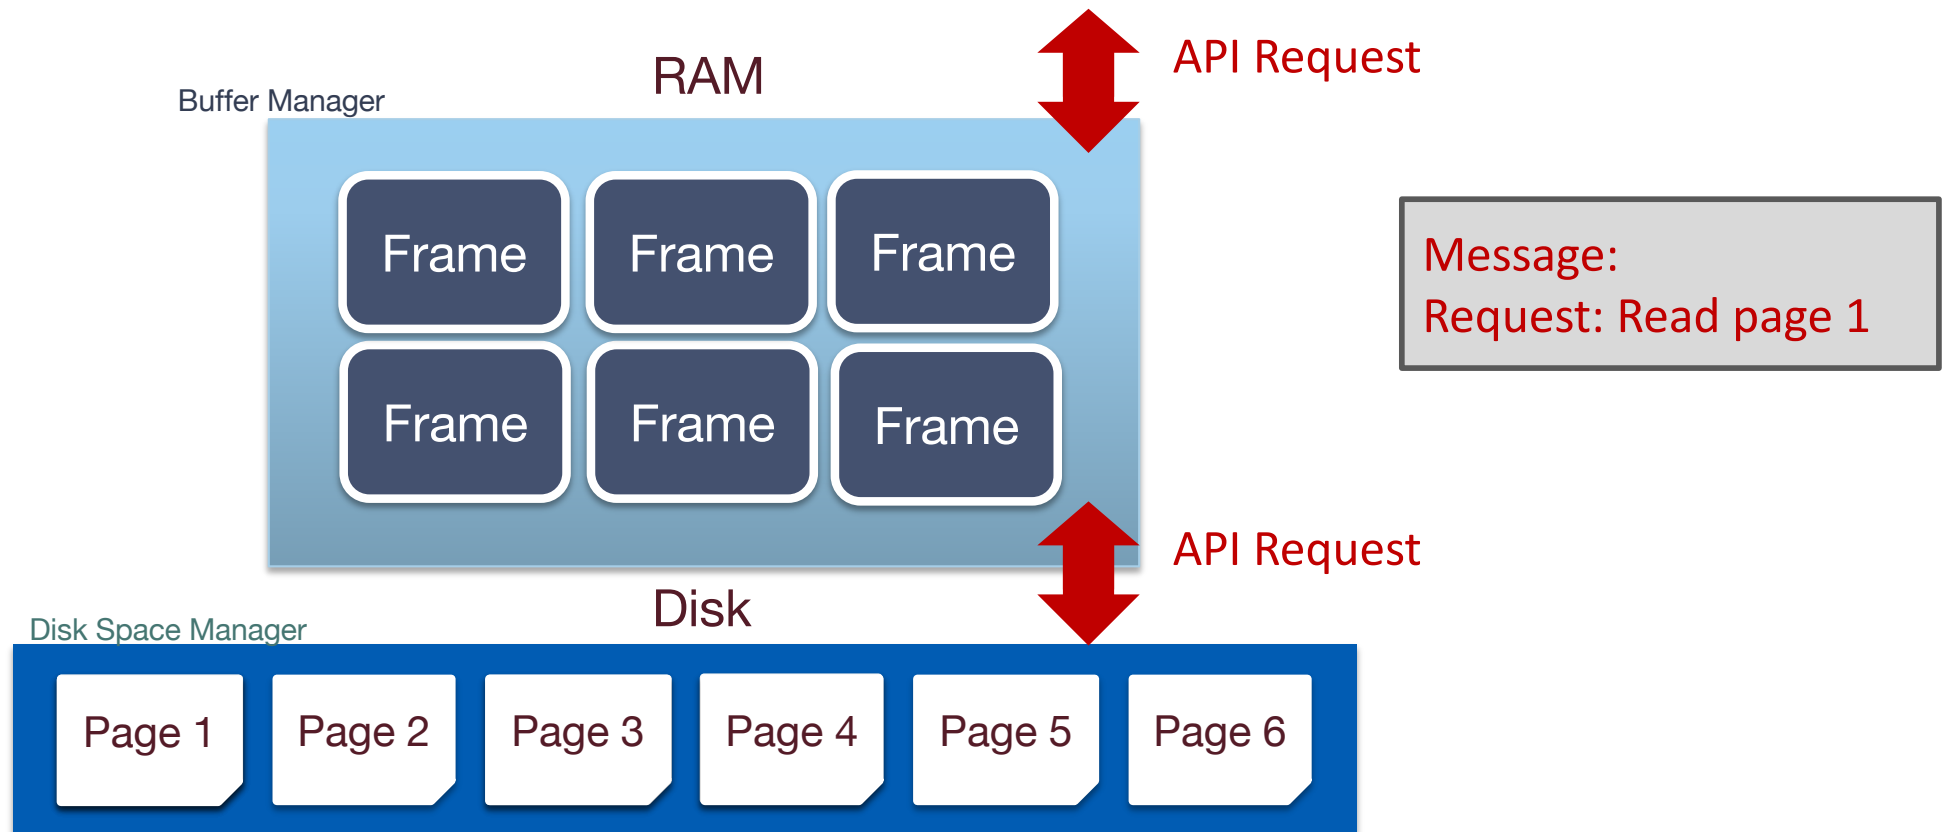 RAM
API Request
Buffer Manager
Frame
Frame
Frame
Message:
Request: Read page 1
Frame
Frame
Frame
API Request
Disk
Disk Space Manager
Page 1
Page 2
Page 3
Page 4
Page 5
Page 6